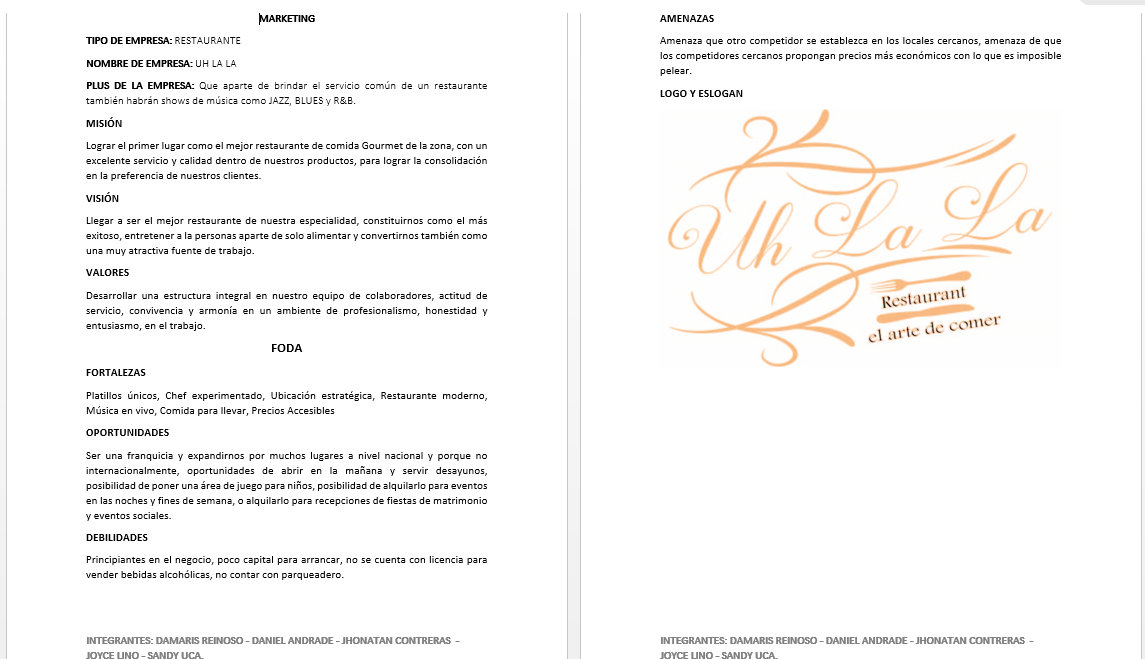 MARKETING
TIPO DE EMPRESA: RESTAURANTE
NOMBRE DE EMPRESA: UH LA LA
PLUS DE LA EMPRESA: Que aparte de brindar el servicio común de un restaurante
también habrán shows de música como JAZZ, BLUES y R&B.
MISIÓN
Lograr el primer lugar como el mejor restaurante de comida Gourmet de la zona, con un
excelente servicio y calidad dentro de nuestros productos, para lograr la consolidación
en la preferencia de nuestros clientes.
VISIÓN
Llegar a ser el mejor restaurante de nuestra especialidad, constituirnos como el más
exitoso, entretener a la personas aparte de solo alimentar y convertirnos también como
una muy atractiva fuente de trabajo.
VALORES
Desarrollar una estructura integral en nuestro equipo de colaboradores, actitud de
servicio, convivencia y armonía en un ambiente de profesionalismo, honestidad y
entusiasmo, en el trabajo.
FODA
FORTALEZAS
Platillos únicos, Chef experimentado, Ubicación estratégica, Restaurante moderno,
Música en vivo, Comida para llevar, Precios Accesibles
OPORTUNIDADES
Ser una franquicia y expandirnos por muchos lugares a nivel nacional y porque no
internacionalmente, oportunidades de abrir en la mañana y servir desayunos,
posibilidad de poner una área de juego para niños, posibilidad de alquilarlo para eventos
en las noches y fines de semana, o alquilarlo para recepciones de fiestas de matrimonio
y eventos sociales.
DEBILIDADES
Principiantes en el negocio, poco capital para arrancar, no se cuenta con licencia para
vender bebidas alcohólicas, no contar con parqueadero.
INTEGRANTES: DAMARIS REINOSO – DANIEL ANDRADE – JHONATAN CONTRERAS –
JOYCE LINO – SANDY UCA.
AMENAZAS
Amenaza que otro competidor se establezca en los locales cercanos, amenaza de que
los competidores cercanos propongan precios más económicos con lo que es imposible
pelear.
LOGO Y ESLOGAN
Uh La La
Restaurant
el arte de comer
INTEGRANTES: DAMARIS REINOSO – DANIEL ANDRADE – JHONATAN CONTRERAS –
JOYCE LINO – SANDY UCA.